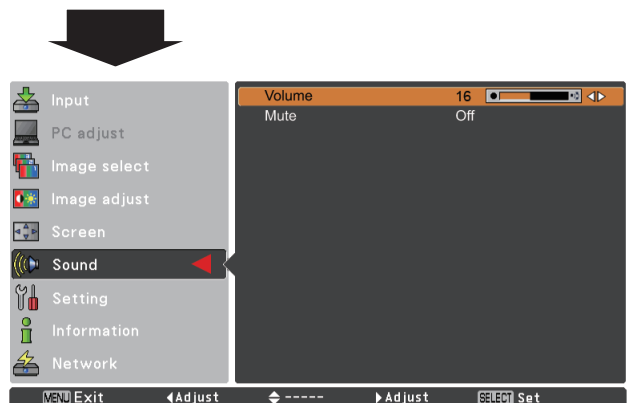 Input
PC adjust
Image select
Image adjust
Screen
Sound
Setting
Information
Network
Volume 16
Mute Off
MENU Exit ◀Adjust ◆ ----- ▶Adjust SELECT Set